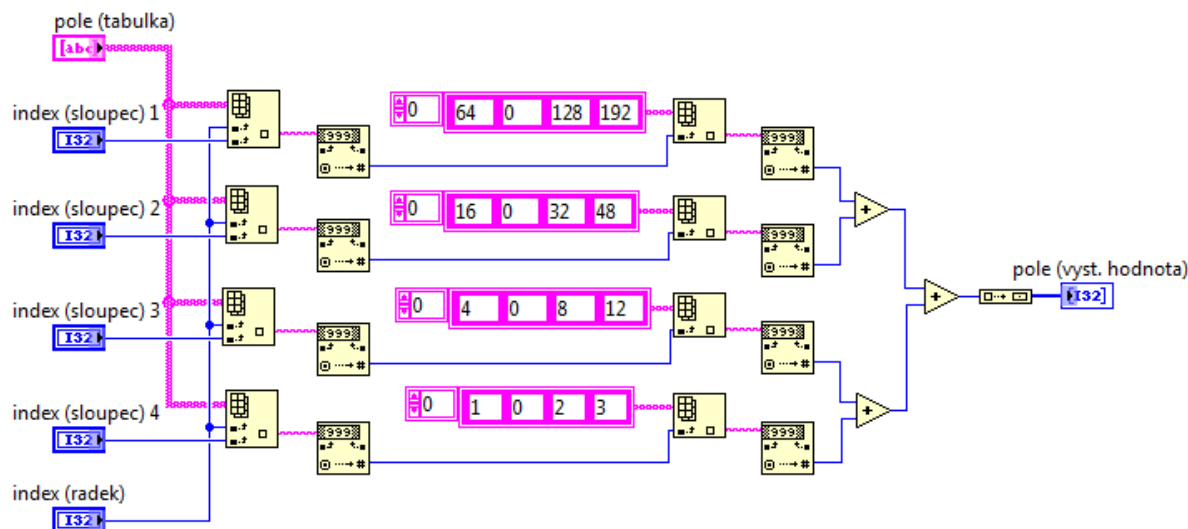 pole (tabulka)
[abc]
index (sloupec) 1
I32
999
#
0
64 0 128 192
999
#
index (sloupec) 2
I32
999
#
0
16 0 32 48
999
#
index (sloupec) 3
I32
999
#
0
4 0 8 12
999
#
index (sloupec) 4
I32
999
#
0
1 0 2 3
999
#
index (radek)
I32
+
+
+
pole (vyst. hodnota)
I32]